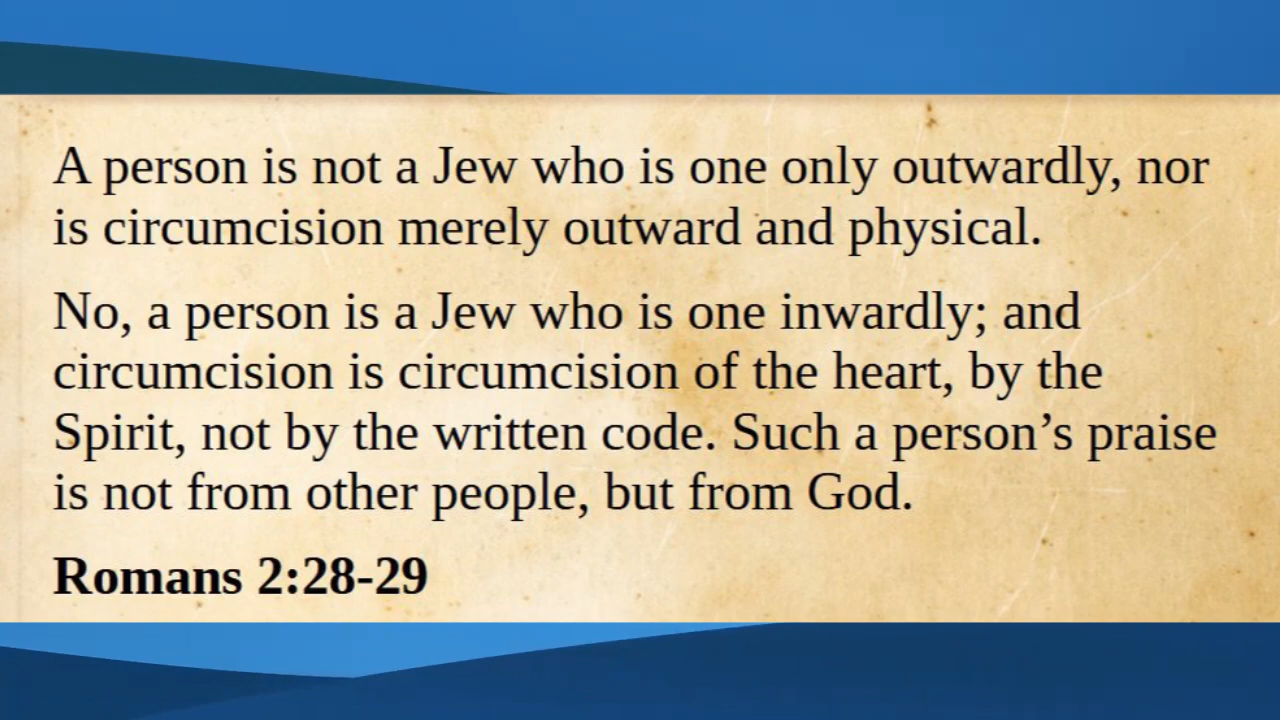 A person is not a Jew who is one only outwardly, nor
is circumcision merely outward and physical.
No, a person is a Jew who is one inwardly; and
circumcision is circumcision of the heart, by the
Spirit, not by the written code. Such a person’s praise
is not from other people, but from God.
Romans 2:28-29